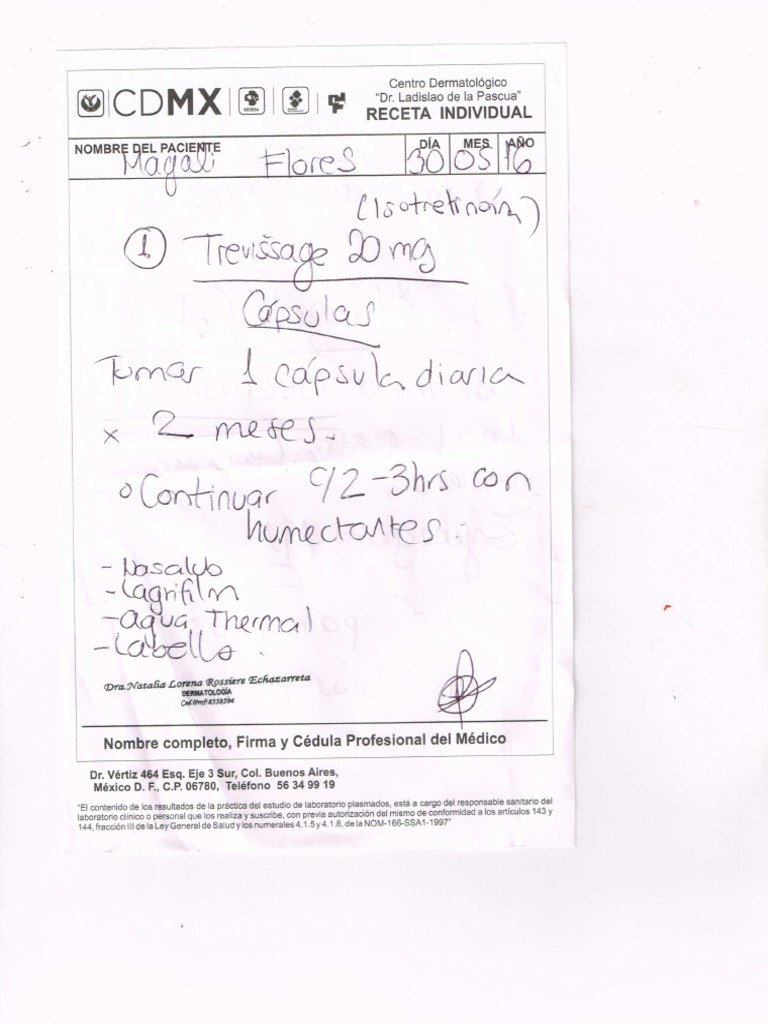 CDMX
Centro Dermatológico
"Dr. Ladislao de la Pascua"
RECETA INDIVIDUAL
NOMBRE DEL PACIENTE DÍA MES AÑO
Magali Flores 30 05 16
(Isotretinoín)
1 Trevissage 20 mg
Cápsulas
Tomar 1 cápsula diaria
x 2 meses.
o Continuar c/2-3hrs con
humectantes.
- Nasalub
- Lagrifilm
- agua Thermal
- Labello.
Dra. Natalia Lorena Rossiere Echazarreta
DERMATOLOGÍA
Ced. Prof: 8358594
Nombre completo, Firma y Cédula Profesional del Médico
Dr. Vértiz 464 Esq. Eje 3 Sur, Col. Buenos Aires,
México D. F., C.P. 06780, Teléfono 56 34 99 19
"El contenido de los resultados de la práctica del estudio de laboratorio plasmados, está a cargo del responsable sanitario del
laboratorio clínico o personal que los realiza y suscribe, con previa autorización del mismo de conformidad a los artículos 143 y
144, fracción III de la Ley General de Salud y los numerales 4.1.5 y 4.1.8, de la NOM-166-SSA1-1997"